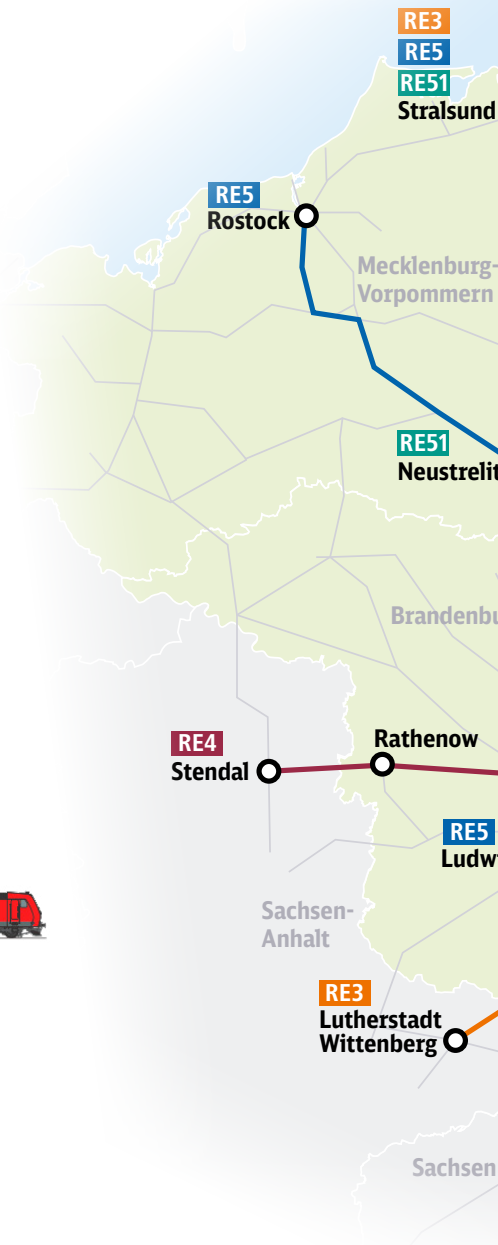 RE3
RE5
RE51
Stralsund
RE5
Rostock
Mecklenburg-
Vorpommern
RE51
Neustrelit
Brandenbu
RE4
Stendal
Rathenow
RE5
Ludw
Sachsen-
Anhalt
RE3
Lutherstadt
Wittenberg
Sachsen